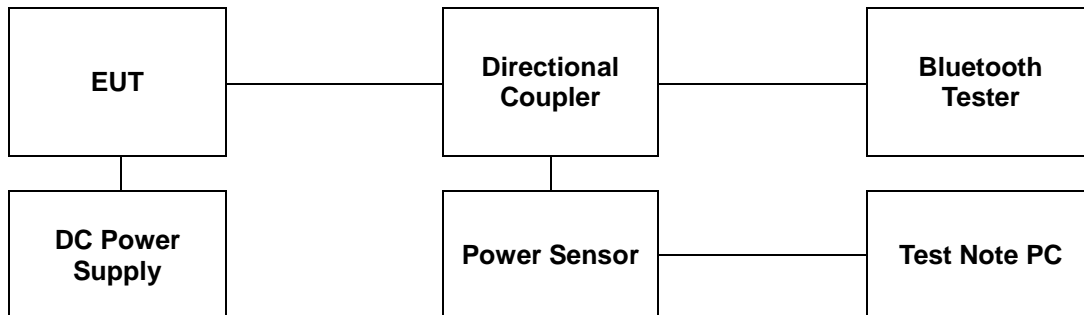 EUT
Directional
Coupler
Bluetooth
Tester
DC Power
Supply
Power Sensor
Test Note PC